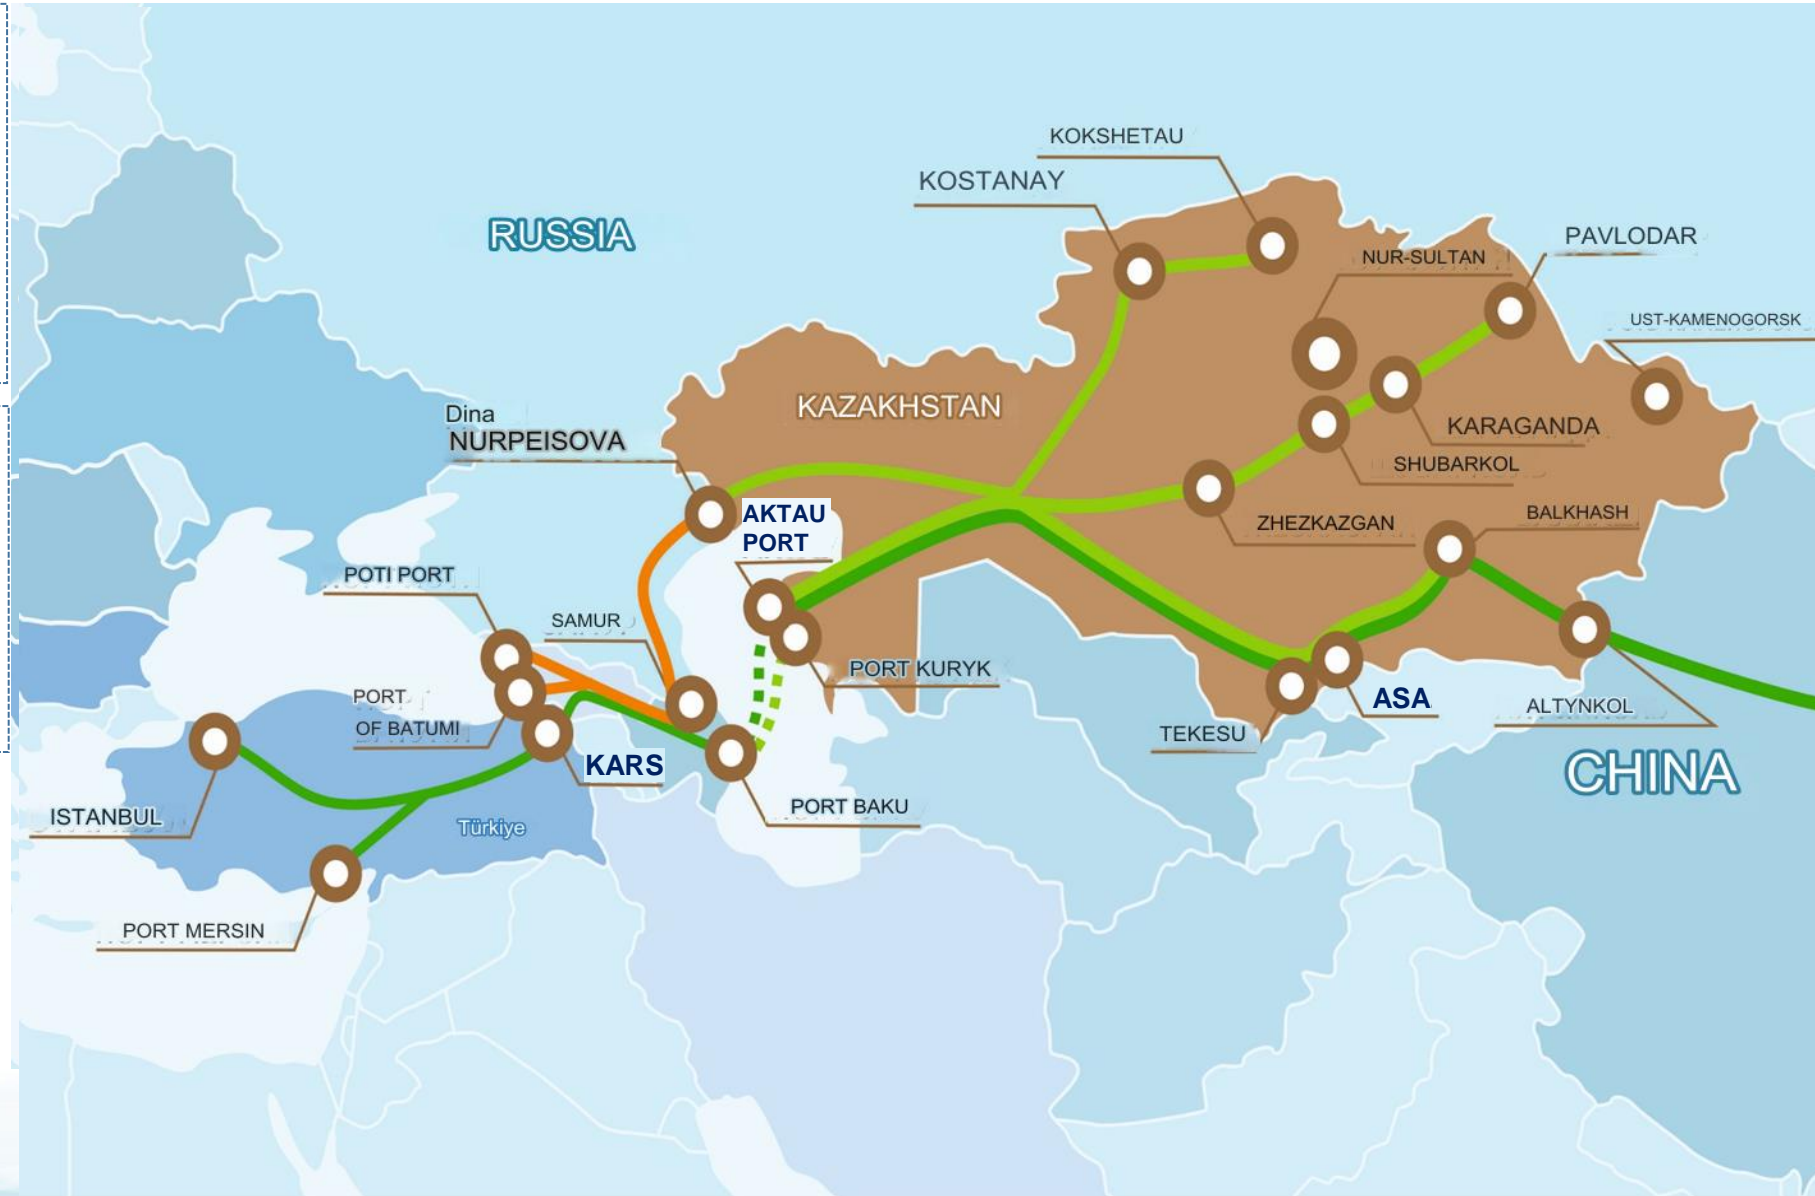 KOKSHETAU
KOSTANAY
RUSSIA
PAVLODAR
NUR-SULTAN
UST-KAMENOGORSK
KAZAKHSTAN
Dina
NURPEISOVA
KARAGANDA
SHUBARKOL
AKTAU
PORT
ZHEZKAZGAN
BALKHASH
POTI PORT
SAMUR
PORT KURYK
PORT
OF BATUMI
ASA
ALTYNKOL
TEKESU
KARS
CHINA
PORT BAKU
ISTANBUL
Türkiye
PORT MERSIN